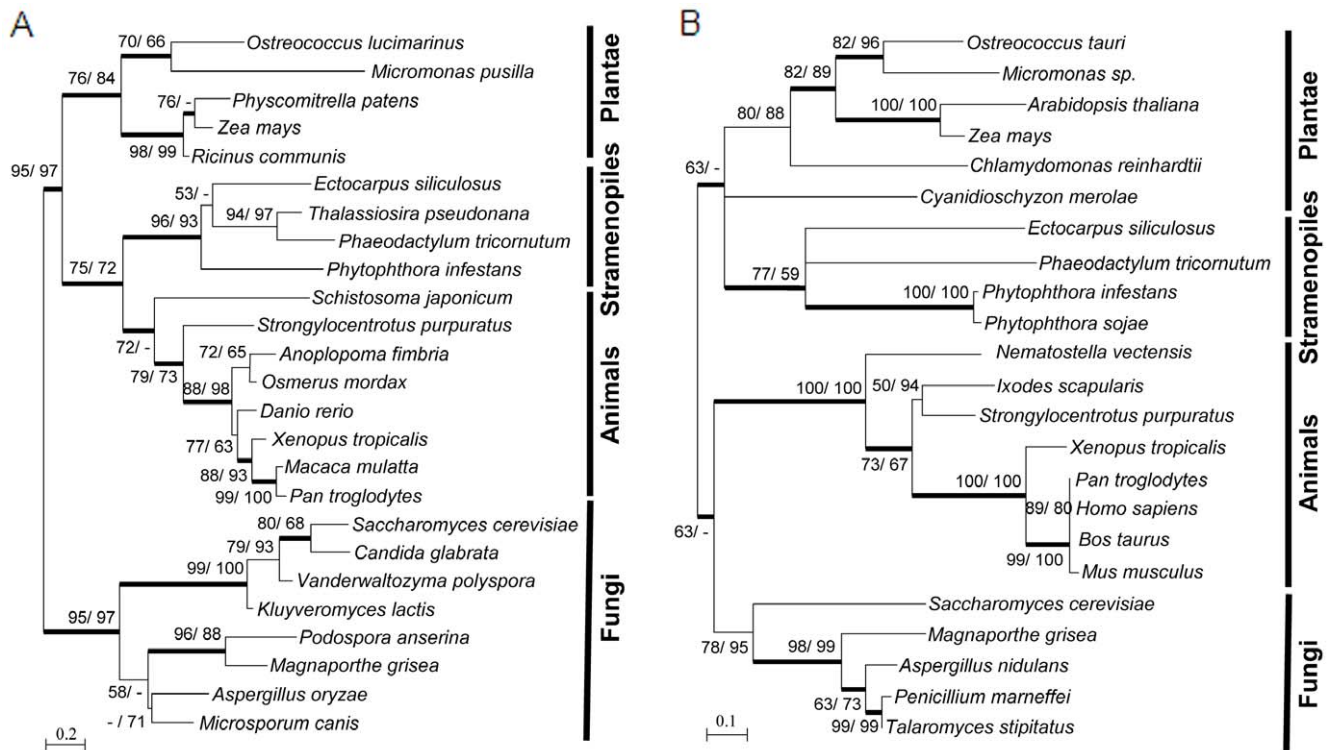 A
70/ 66
Ostreococcus lucimarinus
Micromonas pusilla
76/ 84
76/ -
Physcomitrella patens
Zea mays
98/ 99
Ricinus communis
Plantae
95/ 97
Ectocarpus siliculosus
53/ -
94/ 97
Thalassiosira pseudonana
96/ 93
Phaeodactylum tricornutum
Phytophthora infestans
75/ 72
Stramenopiles
Schistosoma japonicum
Strongylocentrotus purpuratus
72/ -
72/ 65
Anoplopoma fimbria
79/ 73
88/ 98
Osmerus mordax
Danio rerio
77/ 63
Xenopus tropicalis
88/ 93
Macaca mulatta
99/ 100
Pan troglodytes
Animals
80/ 68
Saccharomyces cerevisiae
79/ 93
Candida glabrata
99/ 100
Vanderwaltozyma polyspora
Kluyveromyces lactis
95/ 97
96/ 88
Podospora anserina
Magnaporthe grisea
58/ -
Aspergillus oryzae
- / 71
Microsporum canis
Fungi
0.2
B
82/ 96
Ostreococcus tauri
82/ 89
Micromonas sp.
100/ 100
Arabidopsis thaliana
80/ 88
Zea mays
Chlamydomonas reinhardtii
63/ -
Cyanidioschyzon merolae
Plantae
Ectocarpus siliculosus
77/ 59
Phaeodactylum tricornutum
100/ 100
Phytophthora infestans
Phytophthora sojae
Stramenopiles
Nematostella vectensis
100/ 100
50/ 94
Ixodes scapularis
Strongylocentrotus purpuratus
73/ 67
Xenopus tropicalis
100/ 100
Pan troglodytes
89/ 80
Homo sapiens
Bos taurus
99/ 100
Mus musculus
Animals
63/ -
Saccharomyces cerevisiae
78/ 95
98/ 99
Magnaporthe grisea
Aspergillus nidulans
63/ 73
Penicillium marneffei
99/ 99
Talaromyces stipitatus
Fungi
0.1